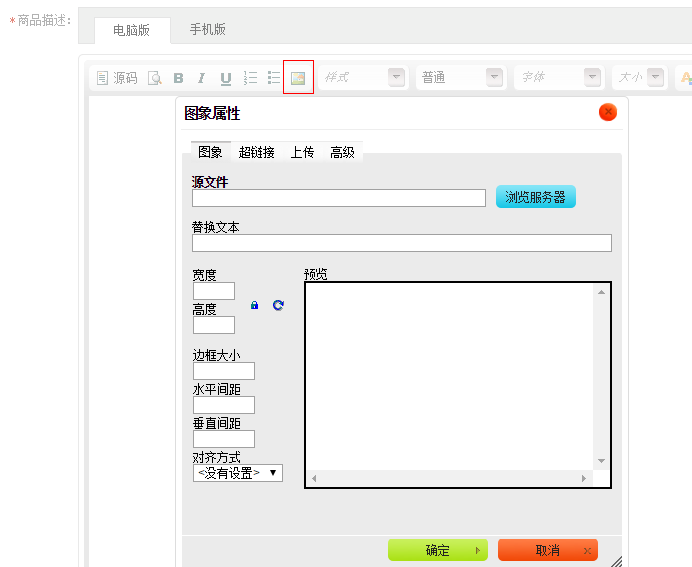 *商品描述:
电脑版 手机版
源码 B I U 样式 普通 字体 大小 A
图象属性
图象 超链接 上传 高级
源文件
浏览服务器
替换文本
宽度
预览
高度
边框大小
水平间距
垂直间距
对齐方式
<没有设置>
确定 取消